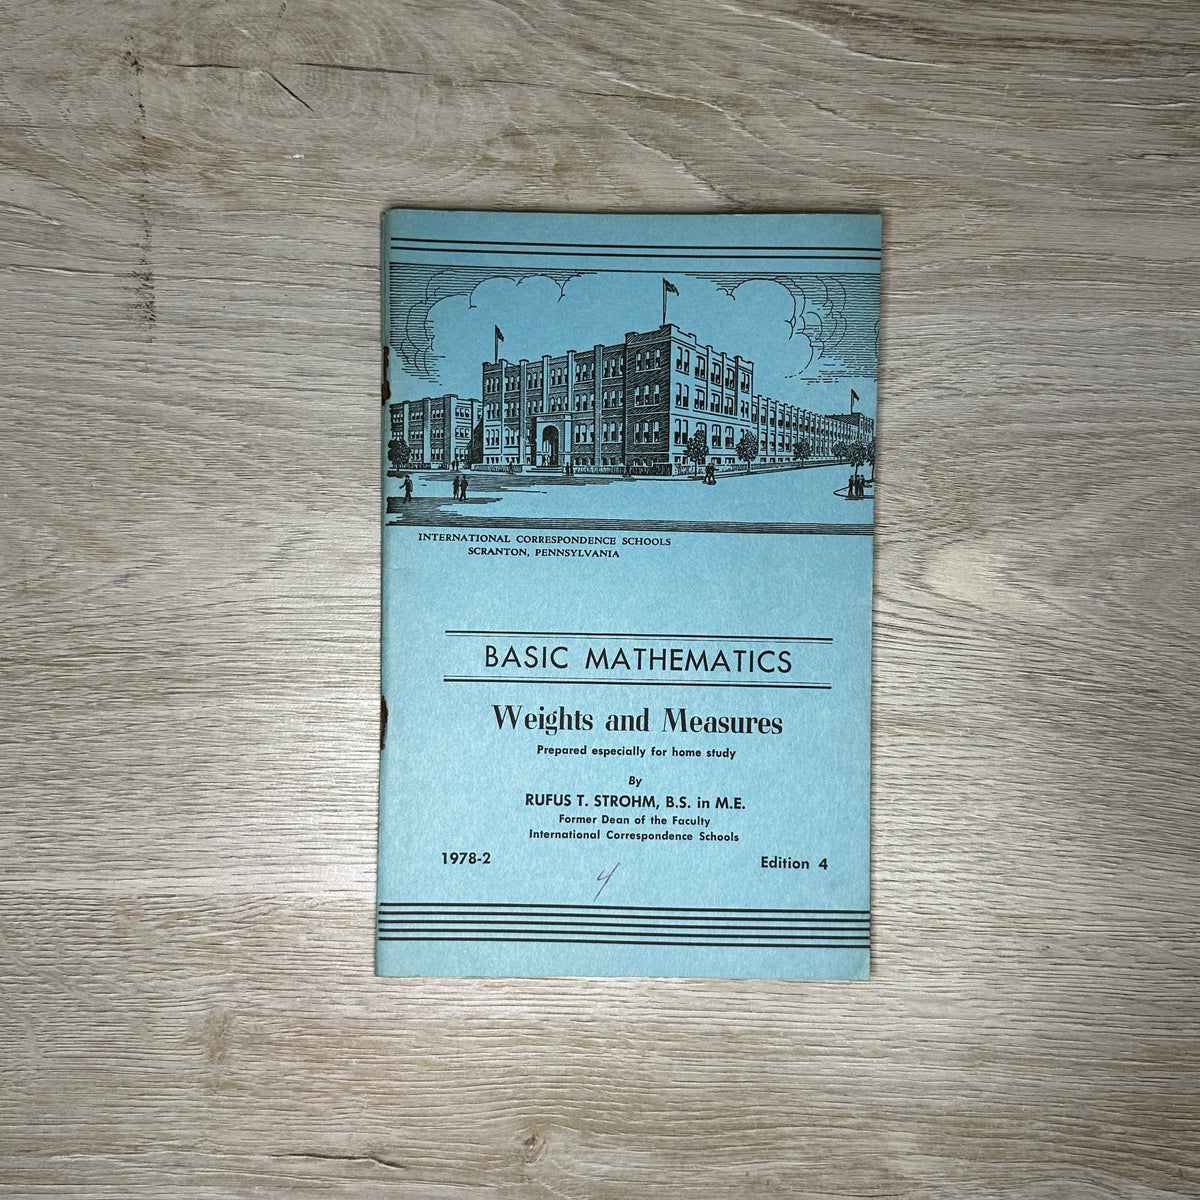 INTERNATIONAL CORRESPONDENCE SCHOOLS
SCRANTON, PENNSYLVANIA
BASIC MATHEMATICS
Weights and Measures
Prepared especially for home study
By
RUFUS T. STROHM, B.S. in M.E.
Former Dean of the Faculty
International Correspondence Schools
1978-2 Edition 4
4